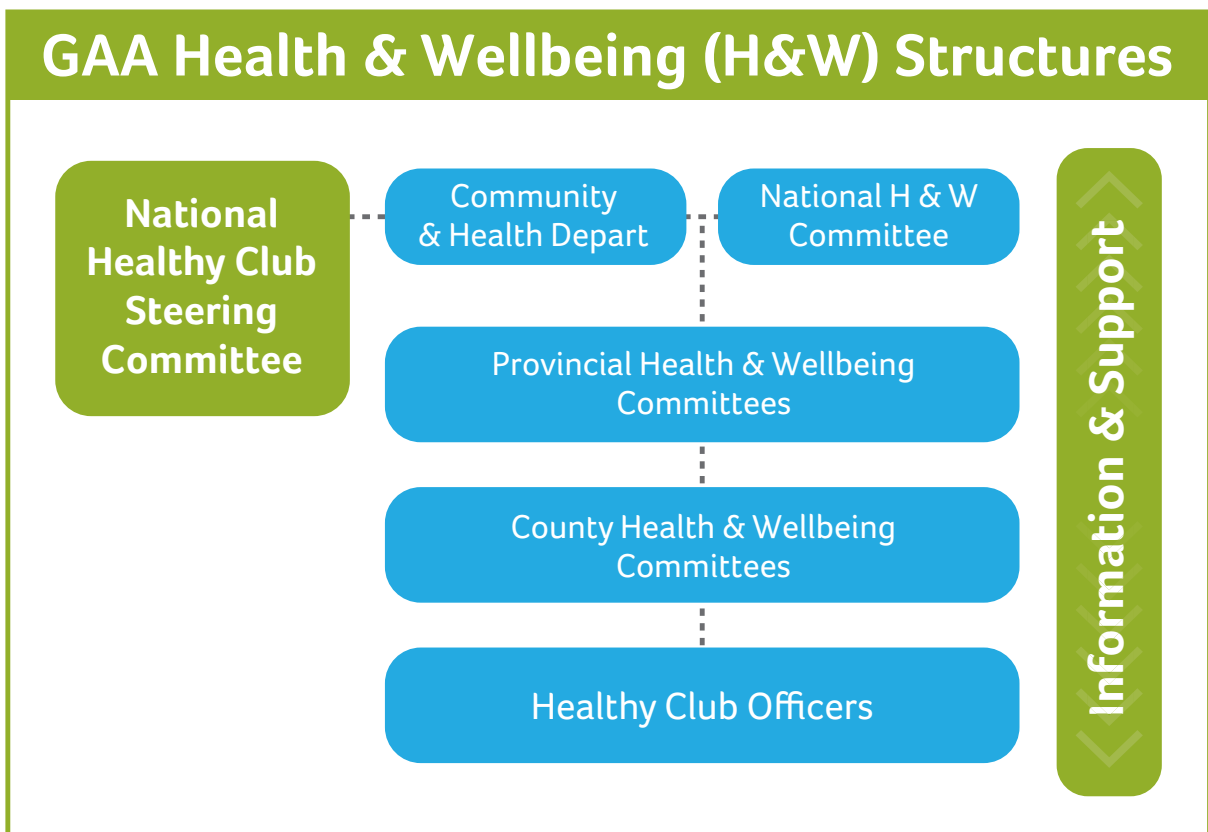 GAA Health & Wellbeing (H&W) Structures
National
Healthy Club
Steering
Committee
Community
& Health Depart
National H & W
Committee
Provincial Health & Wellbeing
Committees
County Health & Wellbeing
Committees
Healthy Club Officers
Information & Support